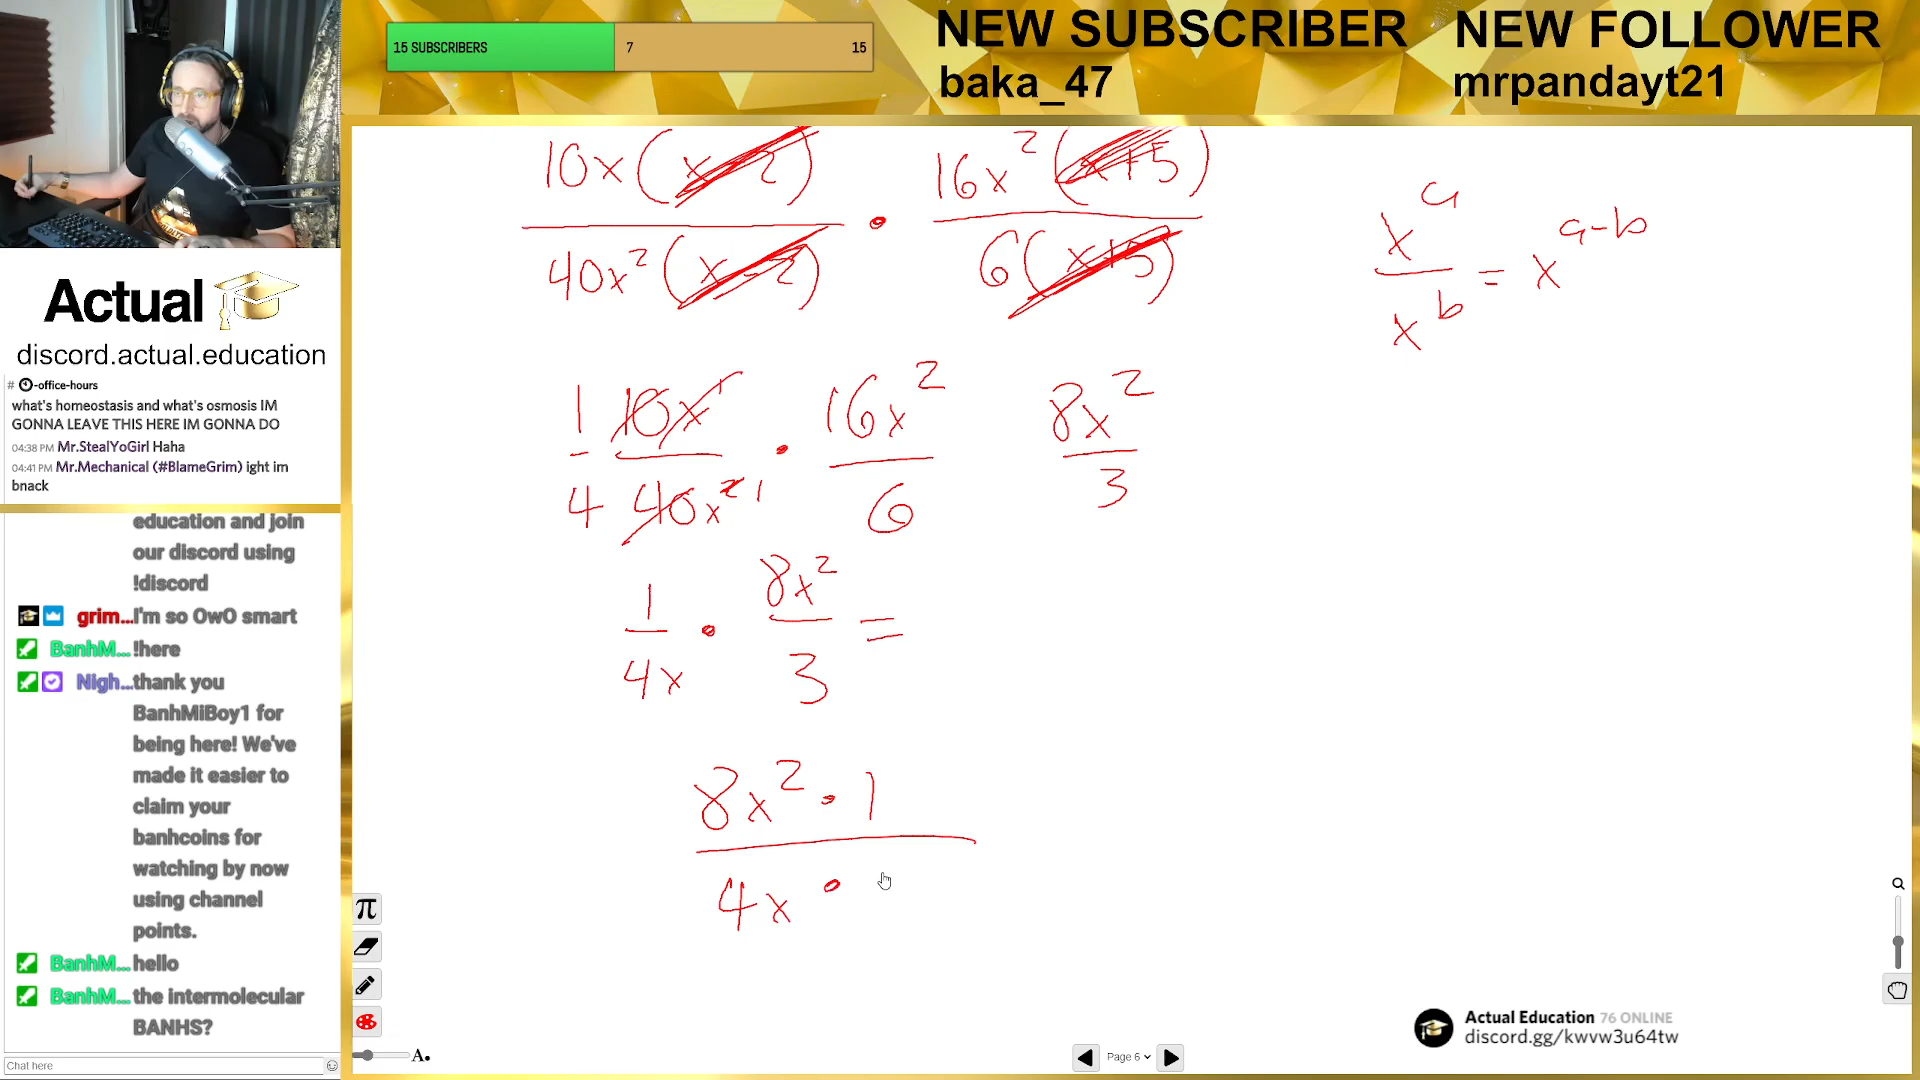 15 SUBSCRIBERS
7
15
NEW SUBSCRIBER
baka_47
NEW FOLLOWER
mrpandayt21
Actual
discord.actual.education
# -office-hours
what's homeostasis and what's osmosis IM
GONNA LEAVE THIS HERE IM GONNA DO
04:38 PM Mr.StealYoGirl Haha
04:41 PM Mr.Mechanical (#BlameGrim) ight im
bnack
education and join
our discord using
!discord
grim... I'm so OwO smart
BanhM... !here
Nigh... thank you
BanhMiBoy1 for
being here! We've
made it easier to
claim your
banhcoins for
watching by now
using channel
points.
BanhM... hello
BanhM... the intermolecular
BANHS?
Chat here
10x(x-2) • 16x²(x+5)
40x²(x-2) 6(x+5)
x^a
x^b = x^a-b
1 10x¹ • 16x² 8x²
4 40x² 1 6 3
1 • 8x² =
4x 3
8x² • 1
4x •
π
A.
Page 6
Actual Education 76 ONLINE
discord.gg/kwvw3u64tw